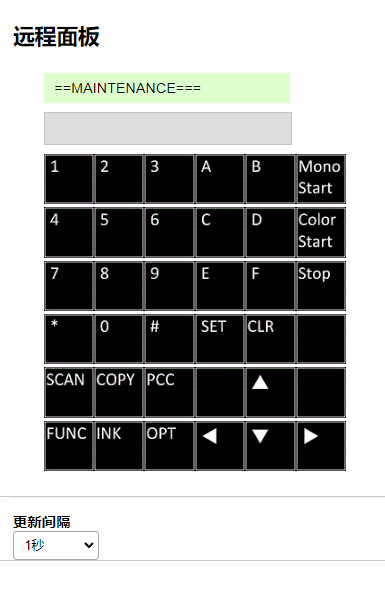 远程面板
==MAINTENANCE===
1 2 3 A B Mono Start
4 5 6 C D Color Start
7 8 9 E F Stop
* 0 # SET CLR
SCAN COPY PCC ▲
FUNC INK OPT ◀ ▼ ▶
更新间隔
1秒